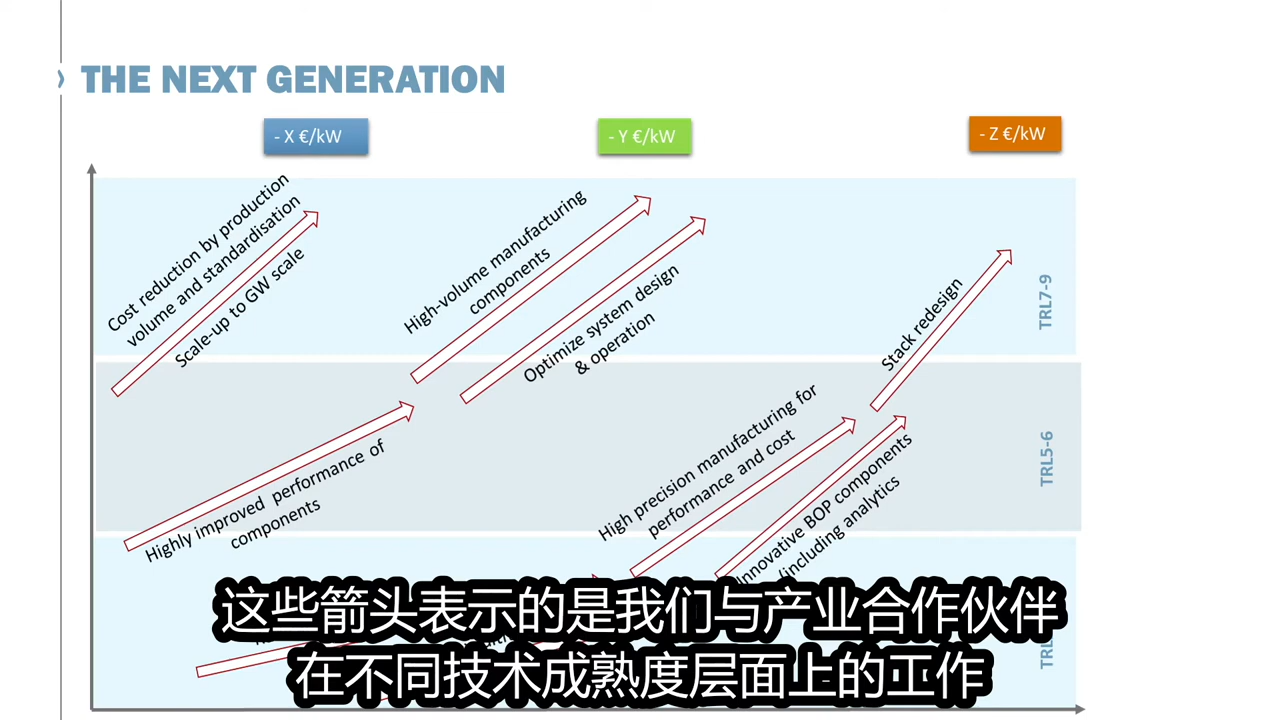 THE NEXT GENERATION
- X €/kW
- Y €/kW
- Z €/kW
Cost reduction by production
volume and standardisation
Scale-up to GW scale
High-volume manufacturing
components
Optimize system design
& operation
Stack redesign
TRL7-9
Highly improved performance of
components
High precision manufacturing for
performance and cost
Innovative BOP components
(including analytics
TRL5-6
TRL
这些箭头表示的是我们与产业合作伙伴
在不同技术成熟度层面上的工作